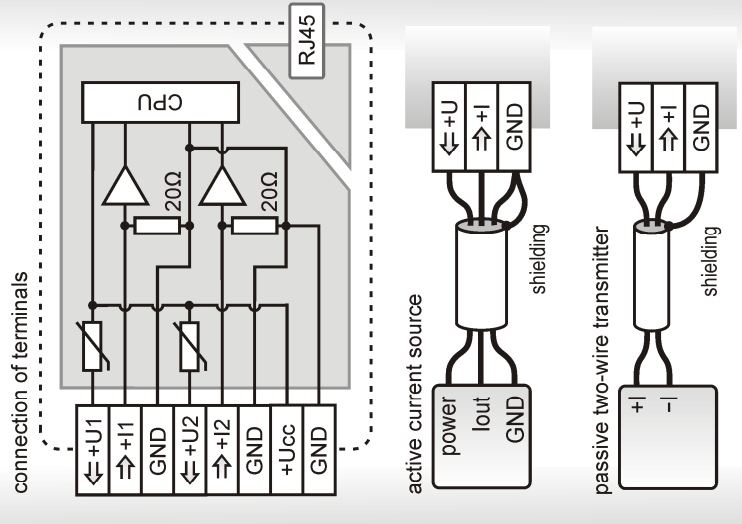 connection of terminals
RJ45
CPU
20Ω
20Ω
+U1
+I1
GND
+U2
+I2
GND
+Ucc
GND
active current source
+U
+I
GND
shielding
power
Iout
GND
passive two-wire transmitter
+U
+I
GND
shielding
+I
-I